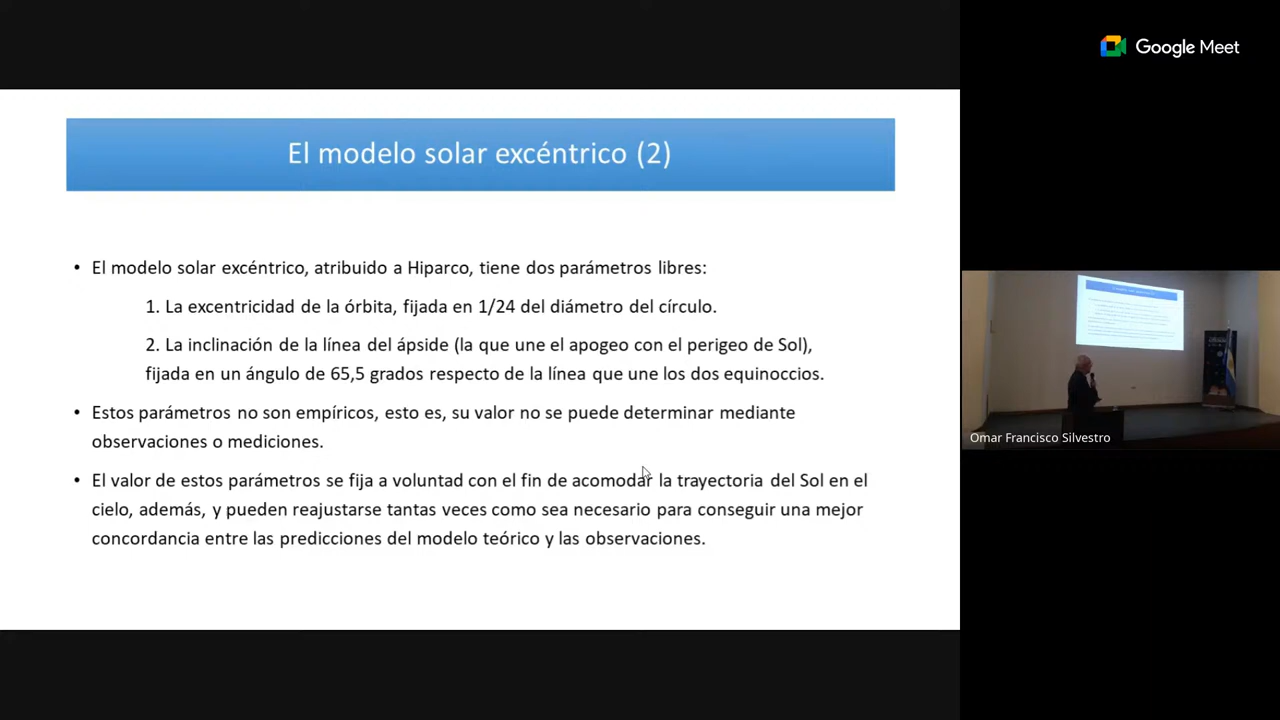 Google Meet
El modelo solar excéntrico (2)
• El modelo solar excéntrico, atribuido a Hiparco, tiene dos parámetros libres:
1. La excentricidad de la órbita, fijada en 1/24 del diámetro del círculo.
2. La inclinación de la línea del ápside (la que une el apogeo con el perigeo de Sol),
fijada en un ángulo de 65,5 grados respecto de la línea que une los dos equinoccios.
• Estos parámetros no son empíricos, esto es, su valor no se puede determinar mediante
observaciones o mediciones.
• El valor de estos parámetros se fija a voluntad con el fin de acomodar la trayectoria del Sol en el
cielo, además, y pueden reajustarse tantas veces como sea necesario para conseguir una mejor
concordancia entre las predicciones del modelo teórico y las observaciones.
Omar Francisco Silvestro